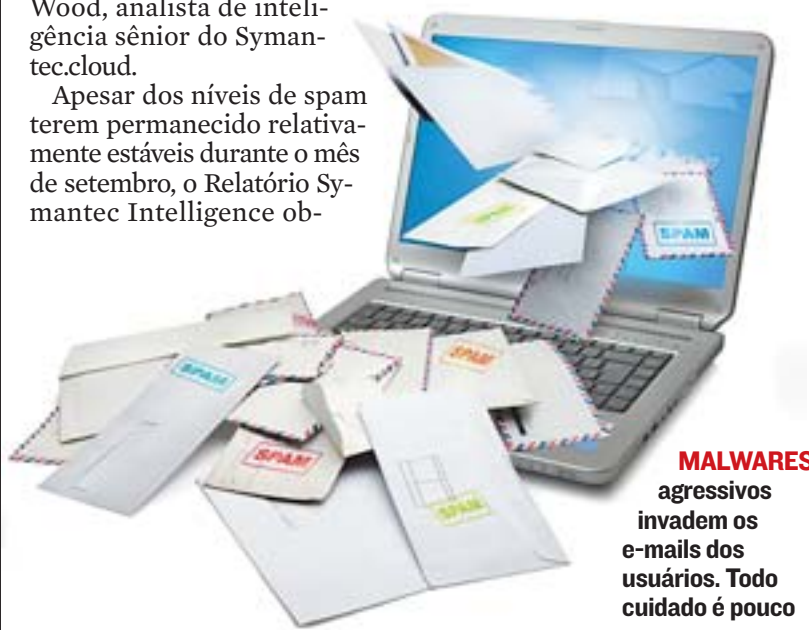 Wood, analista de inteli-
gência sênior do Syman-
tec.cloud.
Apesar dos níveis de spam
terem permanecido relativa-
mente estáveis durante o mês
de setembro, o Relatório Sy-
mantec Intelligence ob-
SPAM
SPAM
SPAM
SPAM
SPAM
MALWARES
agressivos
invadem os
e-mails dos
usuários. Todo
cuidado é pouco